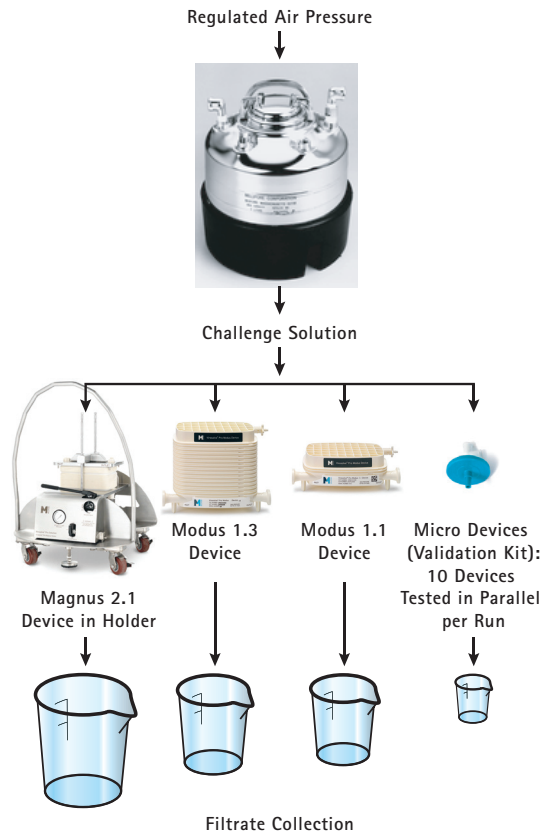 Regulated Air Pressure
Challenge Solution
Modus 1.3
Device
Modus 1.1
Device
Micro Devices
(Validation Kit):
10 Devices
Tested in Parallel
per Run
Magnus 2.1
Device in Holder
Filtrate Collection